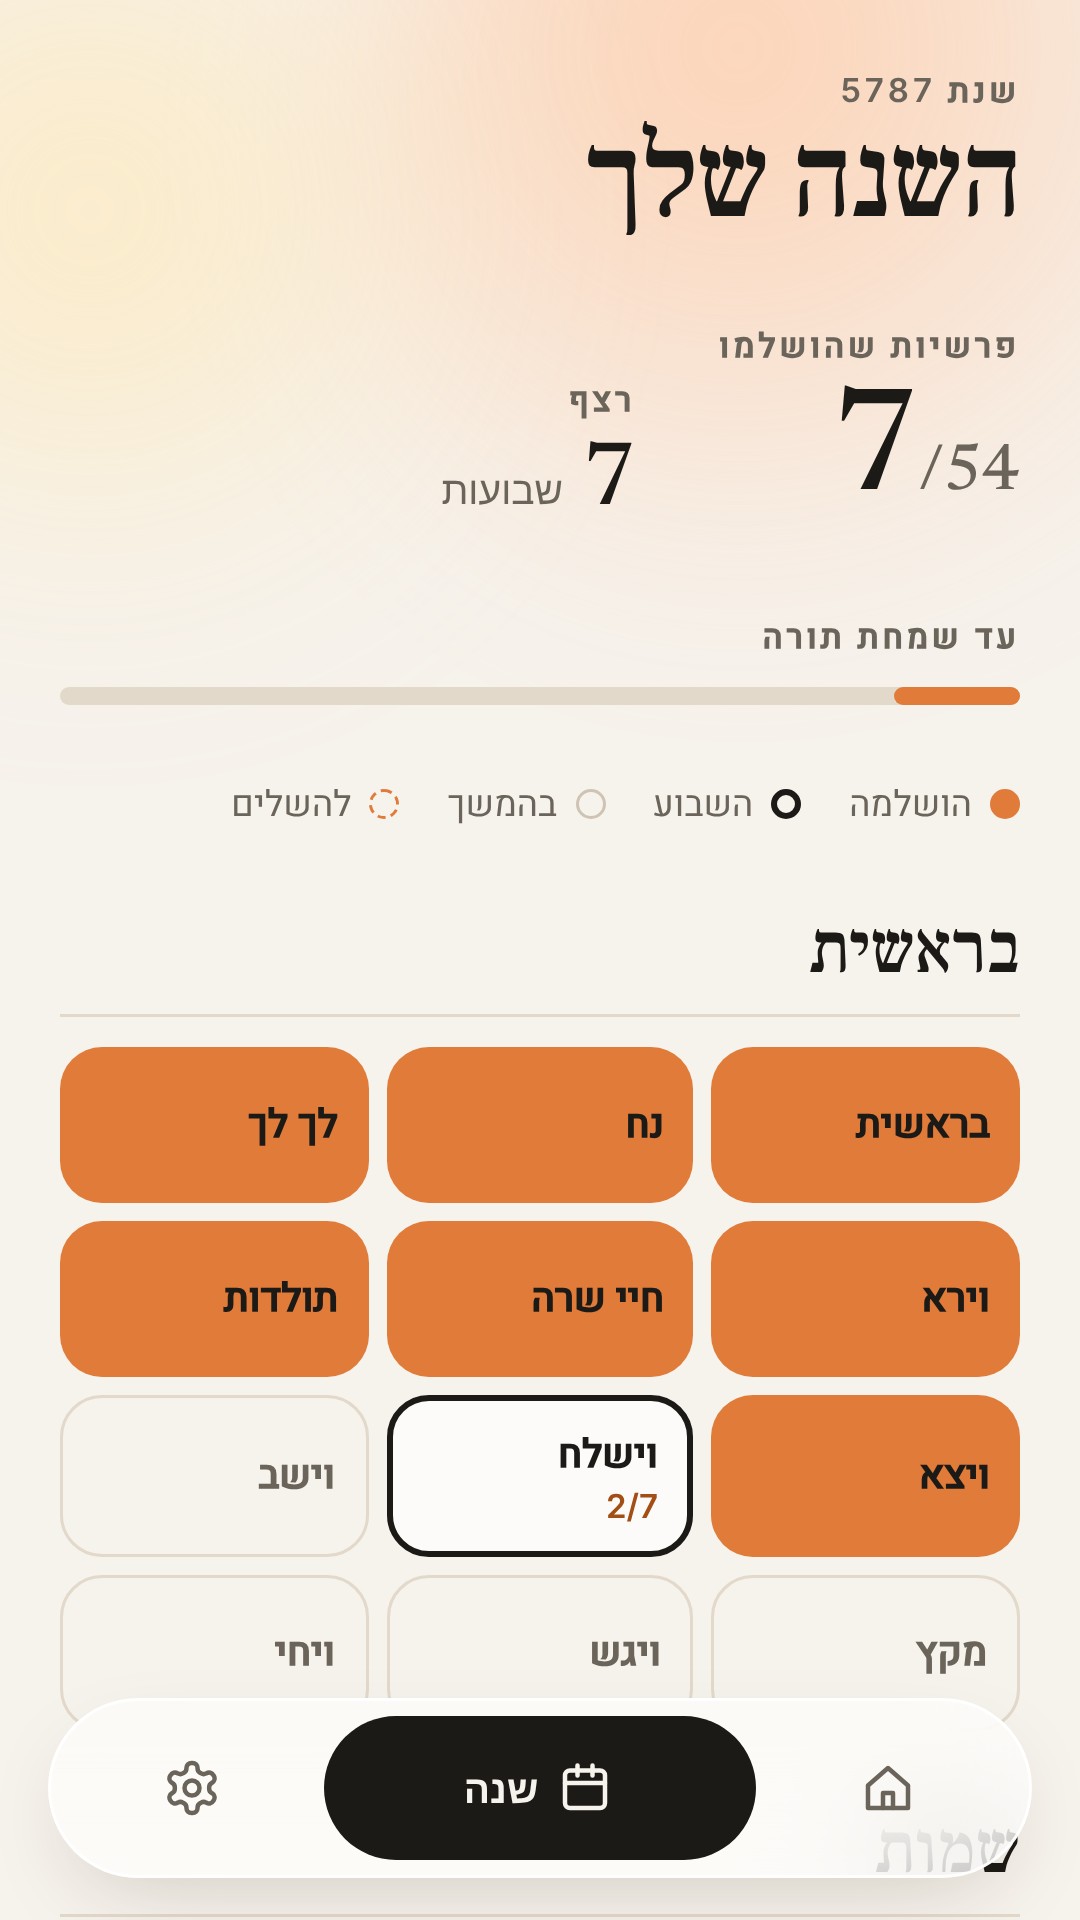 שנת 5787
השנה שלך
פרשיות שהושלמו
7/54
רצף
7 שבועות
עד שמחת תורה
הושלמה השבוע בהמשך להשלים
בראשית
בראשית נח לך לך
וירא חיי שרה תולדות
ויצא וישלח וישב
2/7
מקץ ויגש ויחי
שנה
שמות